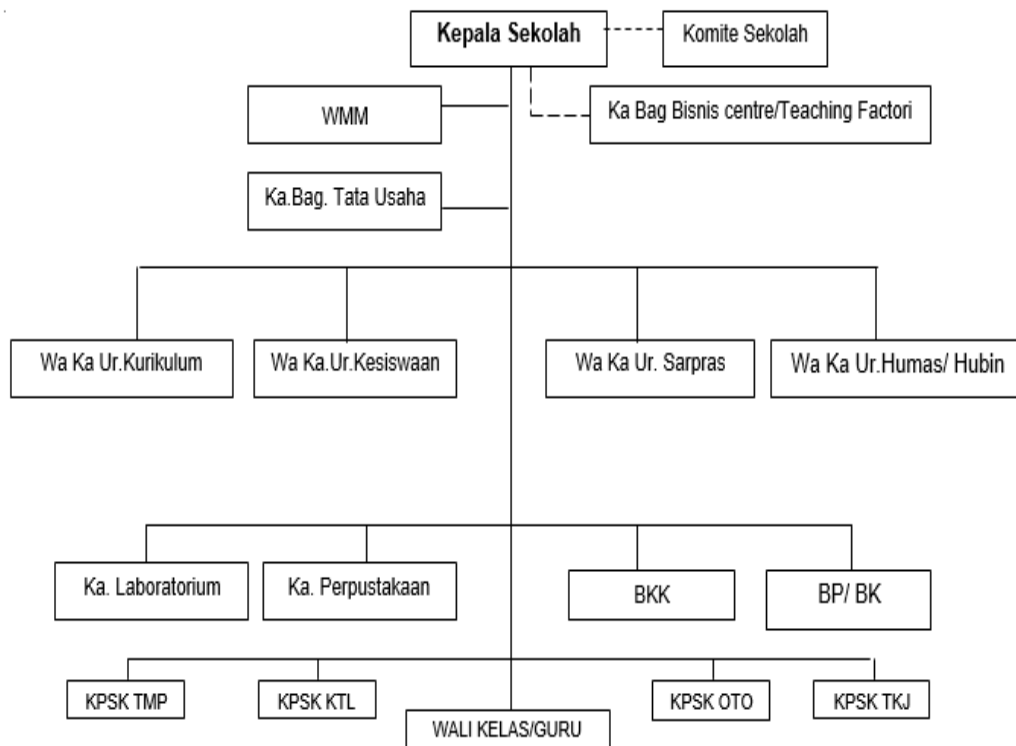 Kepala Sekolah
Komite Sekolah
WMM
Ka Bag Bisnis centre/Teaching Factori
Ka.Bag. Tata Usaha
Wa Ka Ur.Kurikulum
Wa Ka.Ur.Kesiswaan
Wa Ka Ur. Sarpras
Wa Ka Ur.Humas/ Hubin
Ka. Laboratorium
Ka. Perpustakaan
BKK
BP/ BK
KPSK TMP
KPSK KTL
KPSK OTO
KPSK TKJ
WALI KELAS/GURU